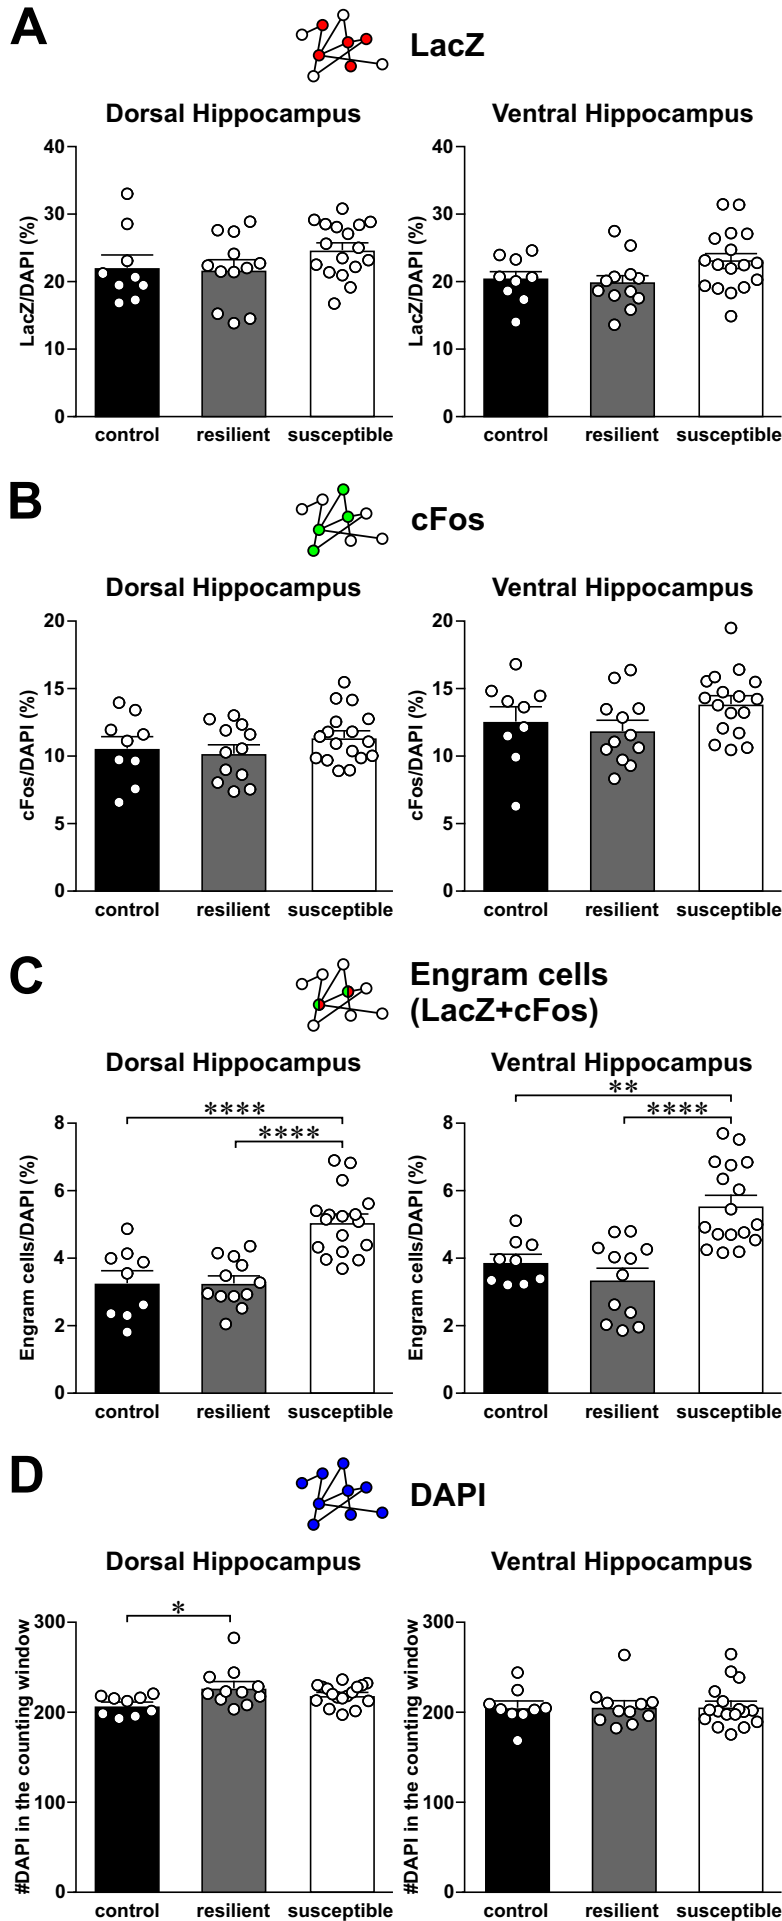 A
LacZ
Dorsal Hippocampus
Ventral Hippocampus
LacZ/DAPI (%)
40
30
20
10
0
control resilient susceptible
LacZ/DAPI (%)
40
30
20
10
0
control resilient susceptible
B
cFos
Dorsal Hippocampus
Ventral Hippocampus
cFos/DAPI (%)
20
15
10
5
0
control resilient susceptible
cFos/DAPI (%)
20
15
10
5
0
control resilient susceptible
C
Engram cells
(LacZ+cFos)
Dorsal Hippocampus
Ventral Hippocampus
Engram cells/DAPI (%)
8
6
4
2
0
****
****
control resilient susceptible
Engram cells/DAPI (%)
8
6
4
2
0
**
****
control resilient susceptible
D
DAPI
Dorsal Hippocampus
Ventral Hippocampus
#DAPI in the counting window
300
200
100
0
*
control resilient susceptible
#DAPI in the counting window
300
200
100
0
control resilient susceptible